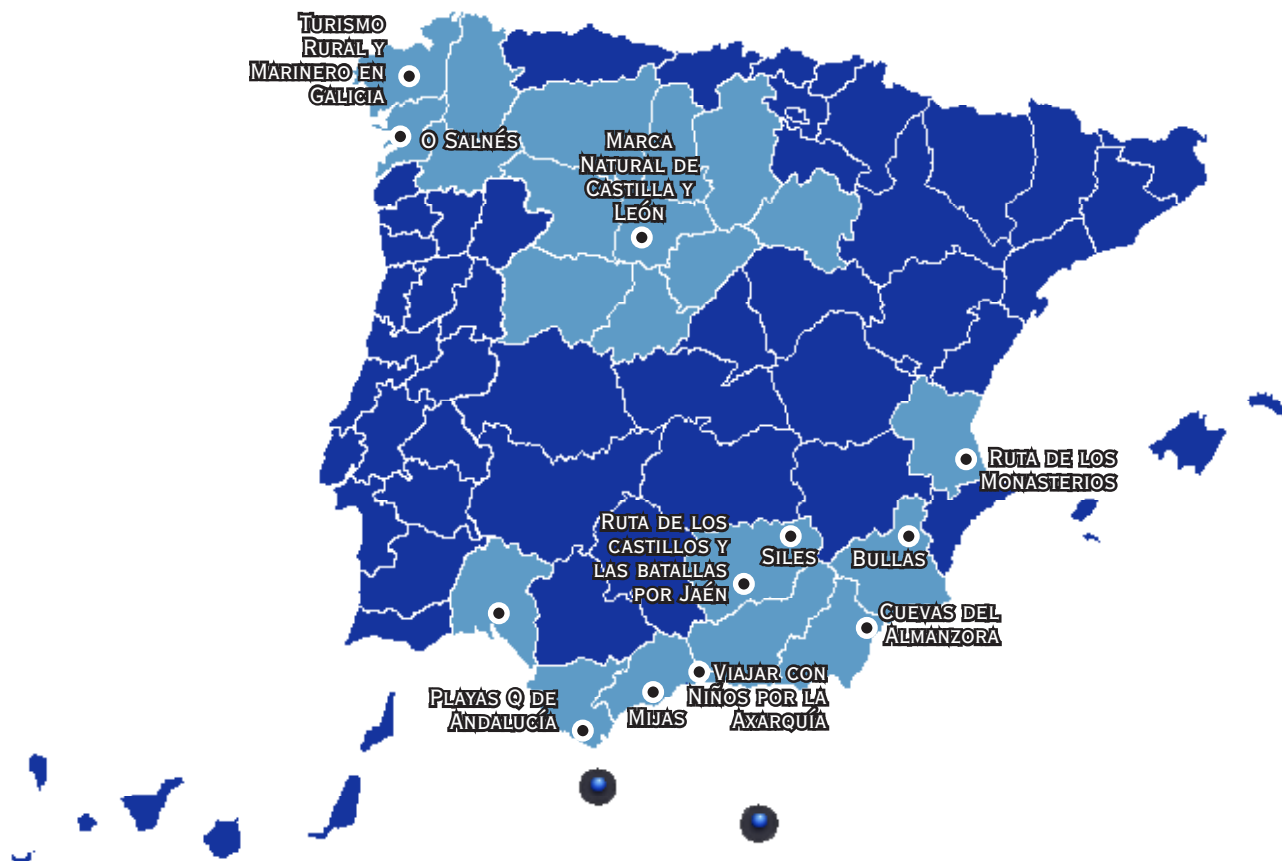 Turismo
Rural y
Marinero en
Galicia
O Salnés
Marca
Natural de
Castilla y
León
Ruta de los
Monasterios
Ruta de los
castillos y
las batallas
por Jaén
Siles
Bullas
Cuevas del
Almanzora
Playas Q de
Andalucía
Mijas
Viajar con
Niños por la
Axarquía